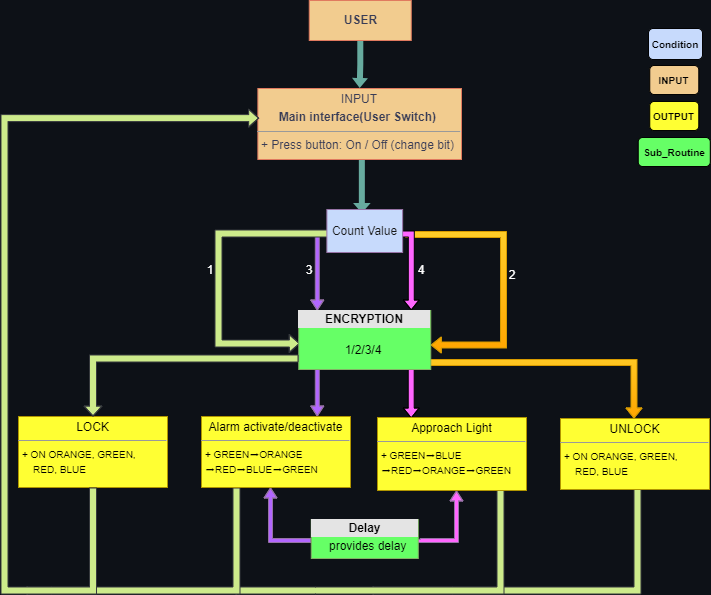 USER
Condition
INPUT
OUTPUT
Sub_Routine
INPUT
Main interface(User Switch)
+ Press button: On / Off (change bit)
Count Value
1
3
4
2
ENCRYPTION
1/2/3/4
LOCK
+ ON ORANGE, GREEN,
RED, BLUE
Alarm activate/deactivate
+ GREEN→ORANGE
→RED→BLUE→GREEN
Approach Light
+ GREEN→BLUE
→RED→ORANGE→GREEN
UNLOCK
+ ON ORANGE, GREEN,
RED, BLUE
Delay
provides delay